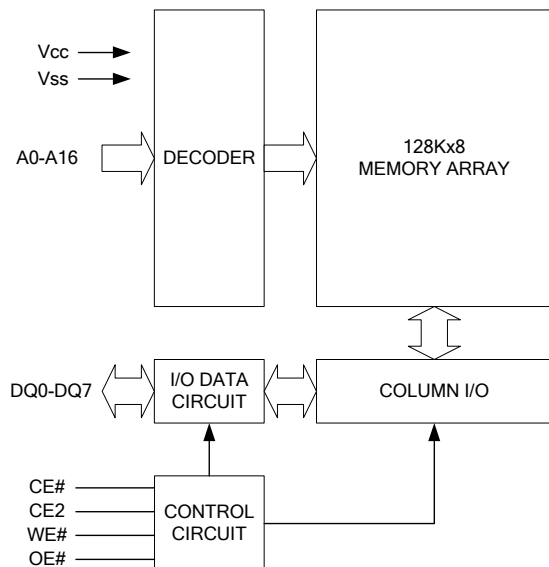 Vcc
Vss
A0-A16
DECODER
128Kx8
MEMORY ARRAY
DQ0-DQ7
I/O DATA
CIRCUIT
COLUMN I/O
CE#
CE2
WE#
OE#
CONTROL
CIRCUIT